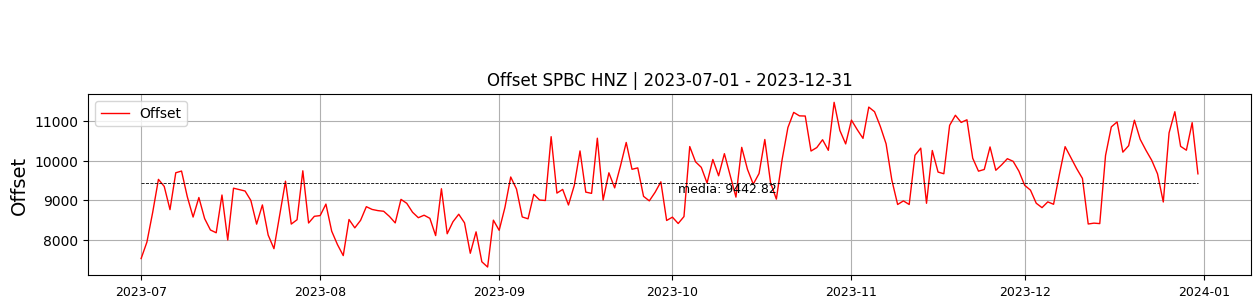 Offset SPBC HNZ | 2023-07-01 - 2023-12-31
Offset
Offset
11000
10000
9000
8000
media: 9442.82
2023-07
2023-08
2023-09
2023-10
2023-11
2023-12
2024-01